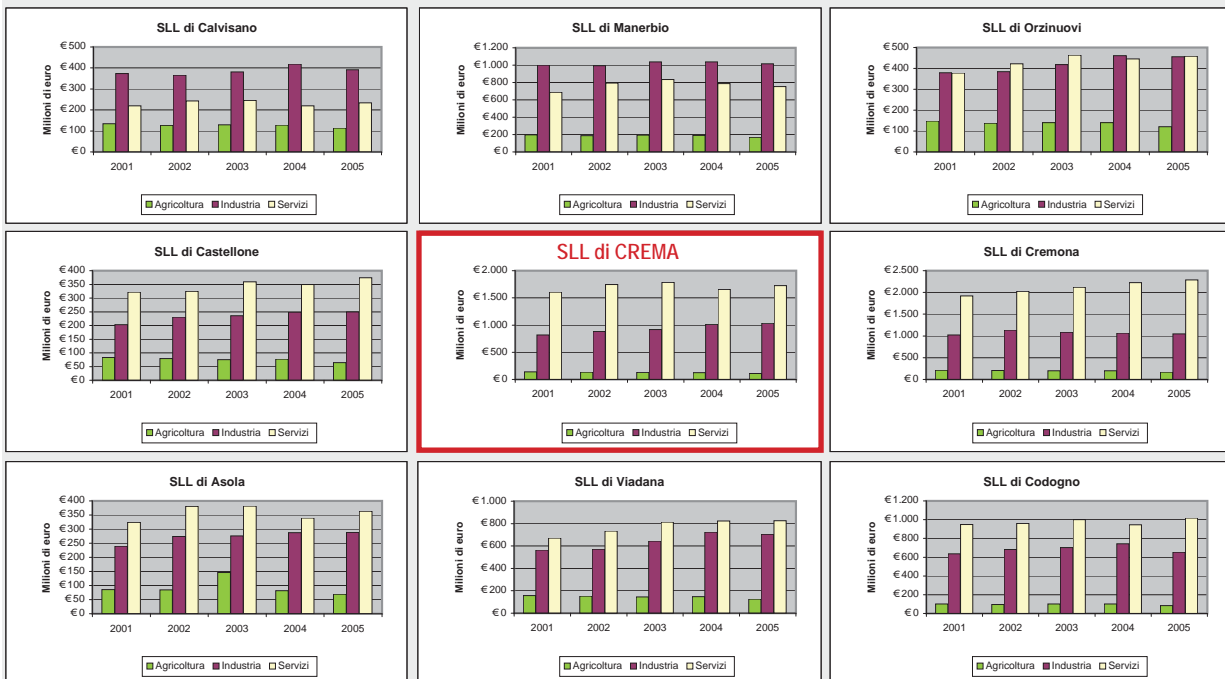 SLL di Calvisano
€500
€400
€300
€200
€100
€0
Milioni di euro
2001 2002 2003 2004 2005
Agricoltura Industria Servizi
SLL di Manerbio
€1.200
€1.000
€800
€600
€400
€200
€0
Milioni di euro
2001 2002 2003 2004 2005
Agricoltura Industria Servizi
SLL di Orzinuovi
€500
€400
€300
€200
€100
€0
Milioni di euro
2001 2002 2003 2004 2005
Agricoltura Industria Servizi
SLL di Castellone
€400
€350
€300
€250
€200
€150
€100
€50
€0
Milioni di euro
2001 2002 2003 2004 2005
Agricoltura Industria Servizi
SLL di CREMA
€2.000
€1.500
€1.000
€500
€0
Milioni di euro
2001 2002 2003 2004 2005
Agricoltura Industria Servizi
SLL di Cremona
€2.500
€2.000
€1.500
€1.000
€500
€0
Milioni di euro
2001 2002 2003 2004 2005
Agricoltura Industria Servizi
SLL di Asola
€400
€350
€300
€250
€200
€150
€100
€50
€0
Milioni di euro
2001 2002 2003 2004 2005
Agricoltura Industria Servizi
SLL di Viadana
€1.000
€800
€600
€400
€200
€0
Milioni di euro
2001 2002 2003 2004 2005
Agricoltura Industria Servizi
SLL di Codogno
€1.200
€1.000
€800
€600
€400
€200
€0
Milioni di euro
2001 2002 2003 2004 2005
Agricoltura Industria Servizi